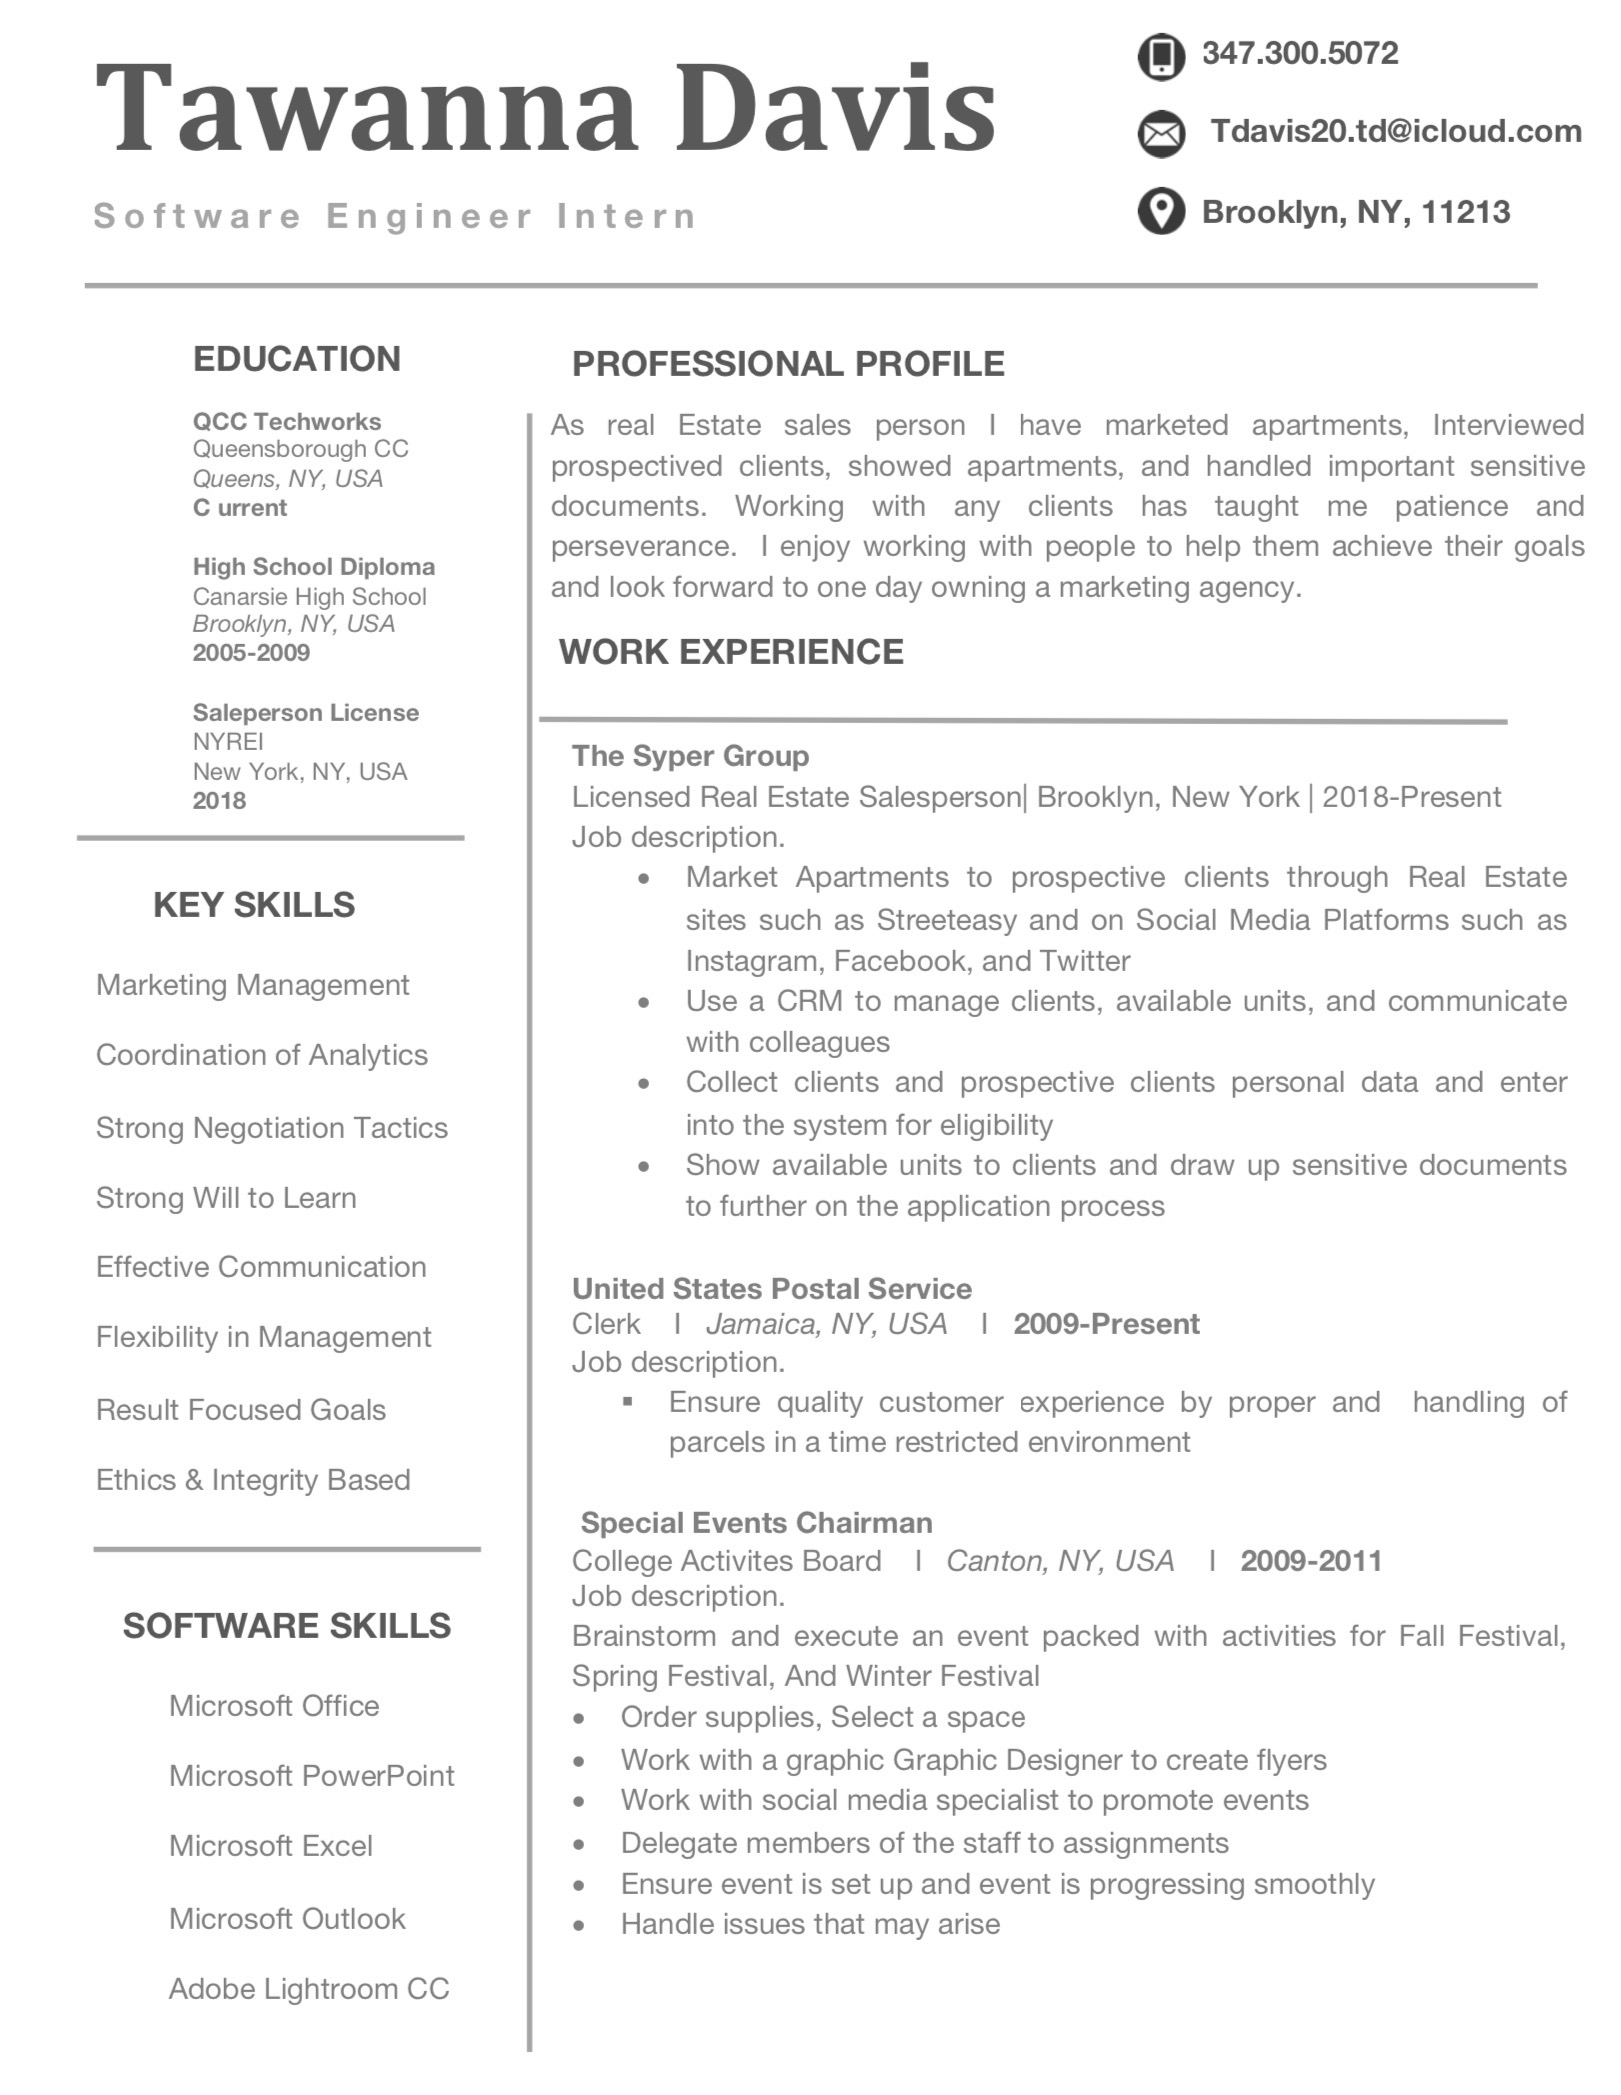 Tawanna Davis
Software Engineer Intern
347.300.5072
Tdavis20.td@icloud.com
Brooklyn, NY, 11213
EDUCATION
QCC Techworks
Queensborough CC
Queens, NY, USA
C urrent
High School Diploma
Canarsie High School
Brooklyn, NY, USA
2005-2009
Saleperson License
NYREI
New York, NY, USA
2018
KEY SKILLS
Marketing Management
Coordination of Analytics
Strong Negotiation Tactics
Strong Will to Learn
Effective Communication
Flexibility in Management
Result Focused Goals
Ethics & Integrity Based
SOFTWARE SKILLS
Microsoft Office
Microsoft PowerPoint
Microsoft Excel
Microsoft Outlook
Adobe Lightroom CC
PROFESSIONAL PROFILE
As real Estate sales person I have marketed apartments, Interviewed
prospectived clients, showed apartments, and handled important sensitive
documents. Working with any clients has taught me patience and
perseverance. I enjoy working with people to help them achieve their goals
and look forward to one day owning a marketing agency.
WORK EXPERIENCE
The Syper Group
Licensed Real Estate Salesperson| Brooklyn, New York | 2018-Present
Job description.
• Market Apartments to prospective clients through Real Estate
sites such as Streeteasy and on Social Media Platforms such as
Instagram, Facebook, and Twitter
• Use a CRM to manage clients, available units, and communicate
with colleagues
• Collect clients and prospective clients personal data and enter
into the system for eligibility
• Show available units to clients and draw up sensitive documents
to further on the application process
United States Postal Service
Clerk l Jamaica, NY, USA l 2009-Present
Job description.
▪ Ensure quality customer experience by proper and handling of
parcels in a time restricted environment
Special Events Chairman
College Activites Board l Canton, NY, USA l 2009-2011
Job description.
Brainstorm and execute an event packed with activities for Fall Festival,
Spring Festival, And Winter Festival
• Order supplies, Select a space
• Work with a graphic Graphic Designer to create flyers
• Work with social media specialist to promote events
• Delegate members of the staff to assignments
• Ensure event is set up and event is progressing smoothly
• Handle issues that may arise